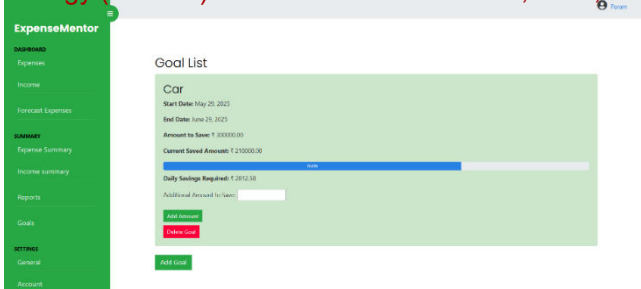 Foram
ExpenseMentor
DASHBOARD
Expenses
Income
Forecast Expenses
SUMMARY
Expense Summary
Income summary
Reports
Goals
SETTINGS
General
Account
Goal List
Car
Start Date: May 29, 2025
End Date: June 29, 2025
Amount to Save: ₹ 300000.00
Current Saved Amount: ₹ 210000.00
Daily Savings Required: ₹ 2812.50
Additional Amount to Save:
Add Amount
Delete Goal
Add Goal